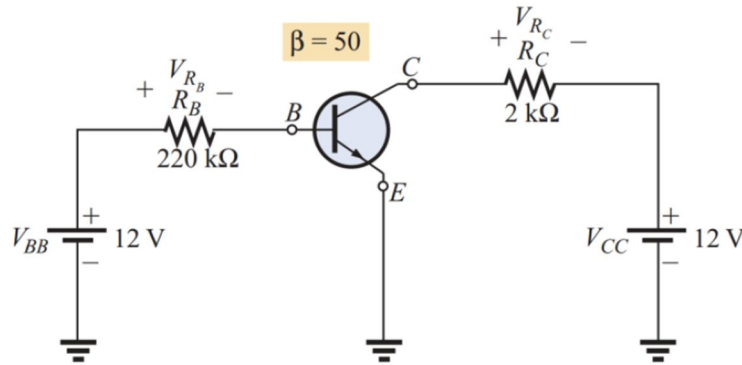 β = 50
+ V_{R_B} −
R_B
220 kΩ
B
C
E
+ V_{R_C} −
R_C
2 kΩ
V_{BB}
+
12 V
−
V_{CC}
+
12 V
−